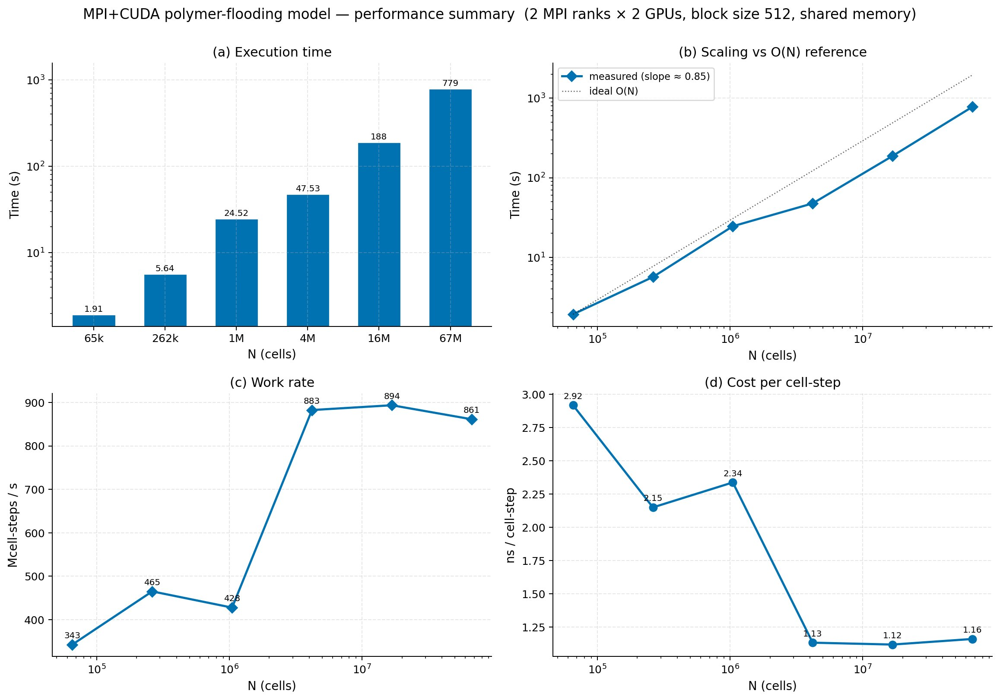 MPI+CUDA polymer-flooding model — performance summary (2 MPI ranks × 2 GPUs, block size 512, shared memory)
(a) Execution time
Time (s)
10³
10²
10¹
1.91
5.64
24.52
47.53
188
779
65k
262k
1M
4M
16M
67M
N (cells)
(b) Scaling vs O(N) reference
measured (slope ≈ 0.85)
ideal O(N)
Time (s)
10³
10²
10¹
10⁵
10⁶
10⁷
N (cells)
(c) Work rate
Mcell-steps / s
900
800
700
600
500
400
343
465
428
883
894
861
10⁵
10⁶
10⁷
N (cells)
(d) Cost per cell-step
ns / cell-step
3.00
2.75
2.50
2.25
2.00
1.75
1.50
1.25
2.92
2.15
2.34
1.13
1.12
1.16
10⁵
10⁶
10⁷
N (cells)